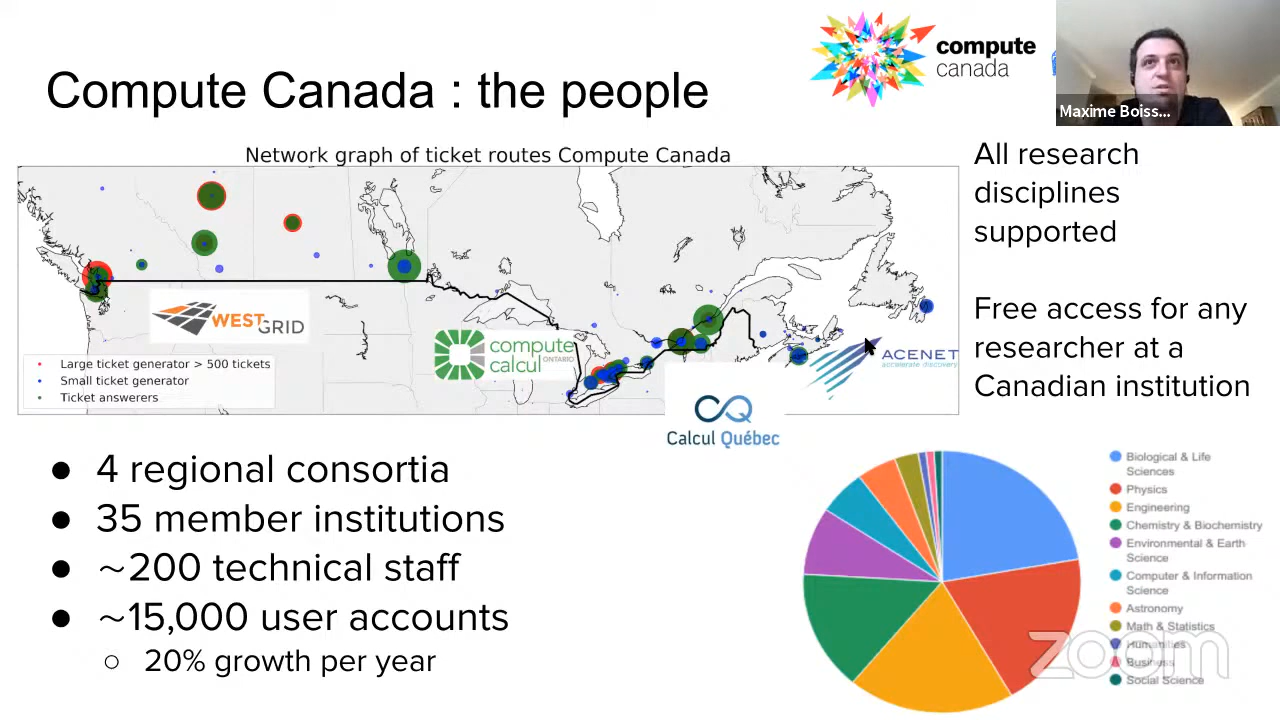 compute
canada
Maxime Boiss...
Compute Canada : the people
Network graph of ticket routes Compute Canada
WESTGRID
compute
calcul ONTARIO
ACENET
accelerate discovery
Calcul Québec
Large ticket generator > 500 tickets
Small ticket generator
Ticket answerers
All research
disciplines
supported
Free access for any
researcher at a
Canadian institution
● 4 regional consortia
● 35 member institutions
● ~200 technical staff
● ~15,000 user accounts
○ 20% growth per year
Biological & Life
Sciences
Physics
Engineering
Chemistry & Biochemistry
Environmental & Earth
Science
Computer & Information
Science
Astronomy
Math & Statistics
Humanities
Business
Social Science
zoom